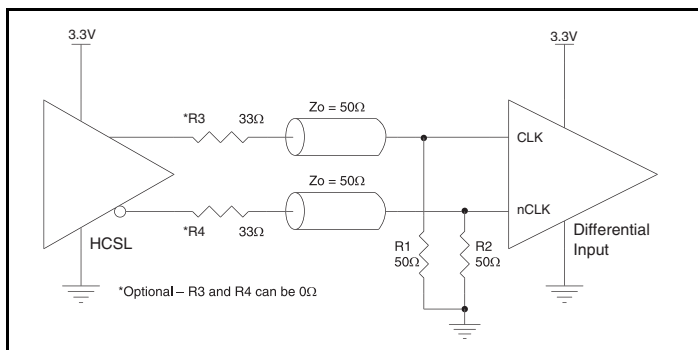 3.3V
3.3V
*R3
33Ω
Zo = 50Ω
CLK
Zo = 50Ω
nCLK
HCSL
*R4
33Ω
R1
50Ω
R2
50Ω
Differential
Input
*Optional – R3 and R4 can be 0Ω